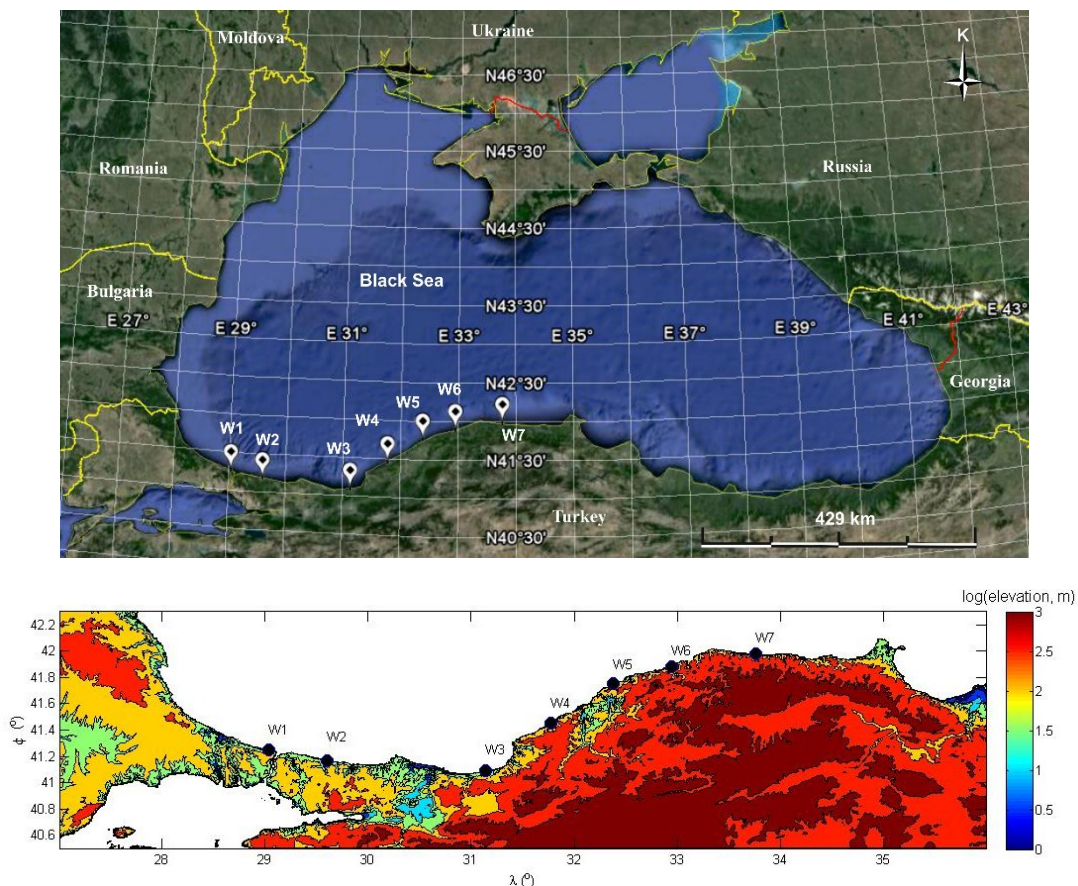 Moldova
Ukraine
K
N46°30'
N45°30'
Romania
Russia
N44°30'
Black Sea
Bulgaria
N43°30'
E 27° E 29° E 31° E 33° E 35° E 37° E 39° E 41° E 43°
Georgia
N42°30'
W1 W2 W3 W4 W5 W6 W7
N41°30'
Turkey
429 km
N40°30'
log(elevation, m)
42.2
42
41.8
41.6
41.4
41.2
41
40.8
40.6
ϕ (°)
W1 W2 W3 W4 W5 W6 W7
3
2.5
2
1.5
1
0.5
0
28 29 30 31 32 33 34 35
λ (°)